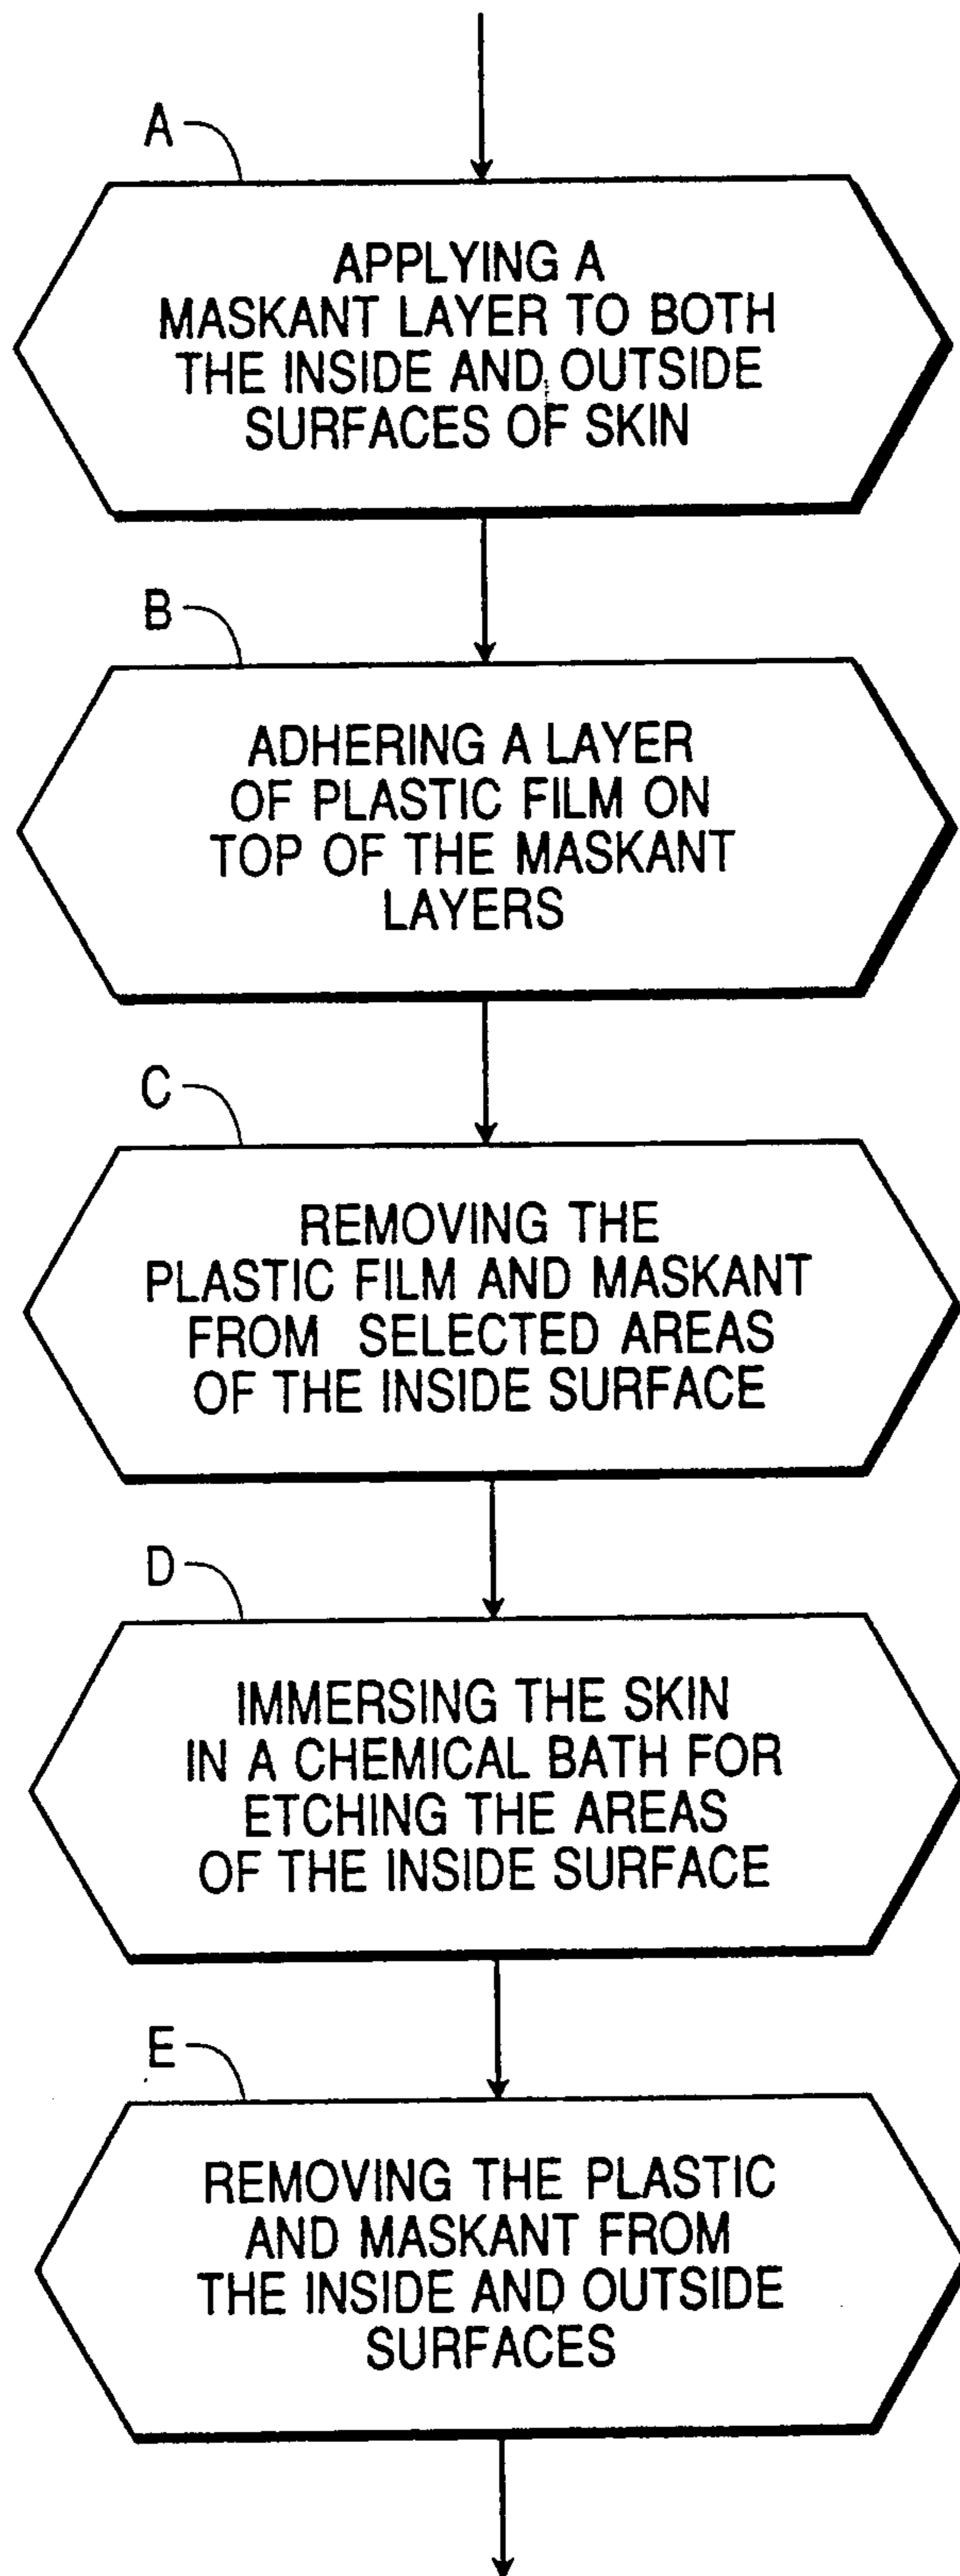 A
APPLYING A
MASKANT LAYER TO BOTH
THE INSIDE AND OUTSIDE
SURFACES OF SKIN
B
ADHERING A LAYER
OF PLASTIC FILM ON
TOP OF THE MASKANT
LAYERS
C
REMOVING THE
PLASTIC FILM AND MASKANT
FROM SELECTED AREAS
OF THE INSIDE SURFACE
D
IMMERSING THE SKIN
IN A CHEMICAL BATH FOR
ETCHING THE AREAS
OF THE INSIDE SURFACE
E
REMOVING THE PLASTIC
AND MASKANT FROM
THE INSIDE AND OUTSIDE
SURFACES